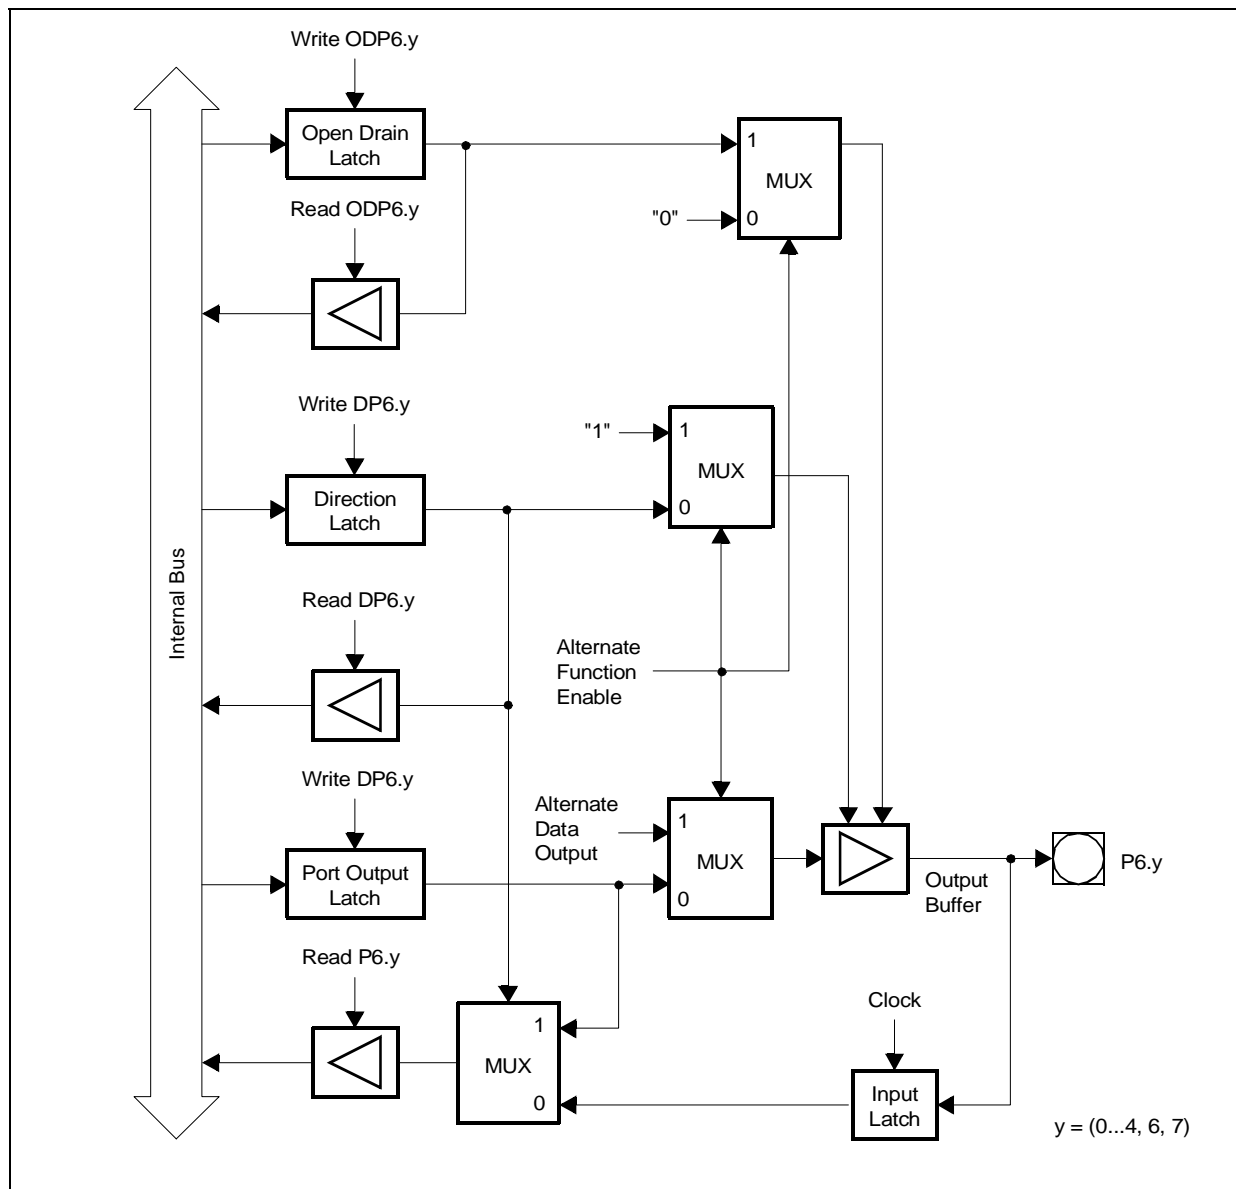 Write ODP6.y
Open Drain
Latch
1
MUX
"0"
0
Read ODP6.y
Write DP6.y
"1"
1
MUX
Direction
Latch
0
Internal Bus
Read DP6.y
Alternate
Function
Enable
Write DP6.y
Alternate
Data
Output
1
MUX
0
Port Output
Latch
Output
Buffer
P6.y
Read P6.y
1
MUX
0
Clock
Input
Latch
y = (0...4, 6, 7)